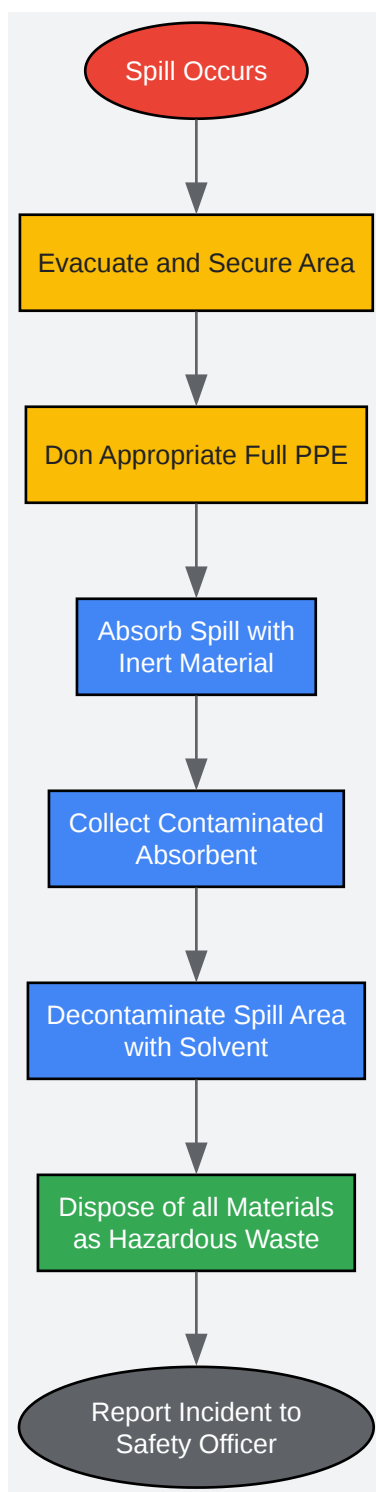 Spill Occurs
Evacuate and Secure Area
Don Appropriate Full PPE
Absorb Spill with
Inert Material
Collect Contaminated
Absorbent
Decontaminate Spill Area
with Solvent
Dispose of all Materials
as Hazardous Waste
Report Incident to
Safety Officer